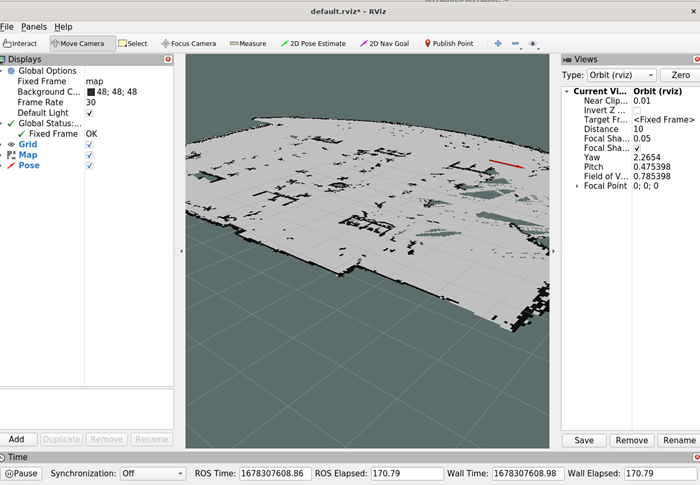 default.rviz* - RViz
File Panels Help
Interact Move Camera Select Focus Camera Measure 2D Pose Estimate 2D Nav Goal Publish Point
Displays
Global Options
Fixed Frame map
Background C... 48; 48; 48
Frame Rate 30
Default Light
Global Status:...
Fixed Frame OK
Grid
Map
Pose
Add Duplicate Remove Rename
Views
Type: Orbit (rviz) Zero
Current Vi... Orbit (rviz)
Near Clip... 0.01
Invert Z ...
Target Fr... <Fixed Frame>
Distance 10
Focal Sha... 0.05
Focal Sha...
Yaw 2.2654
Pitch 0.475398
Field of V... 0.785398
Focal Point 0; 0; 0
Save Remove Rename
Time
Pause Synchronization: Off ROS Time: 1678307608.86 ROS Elapsed: 170.79 Wall Time: 1678307608.98 Wall Elapsed: 170.79